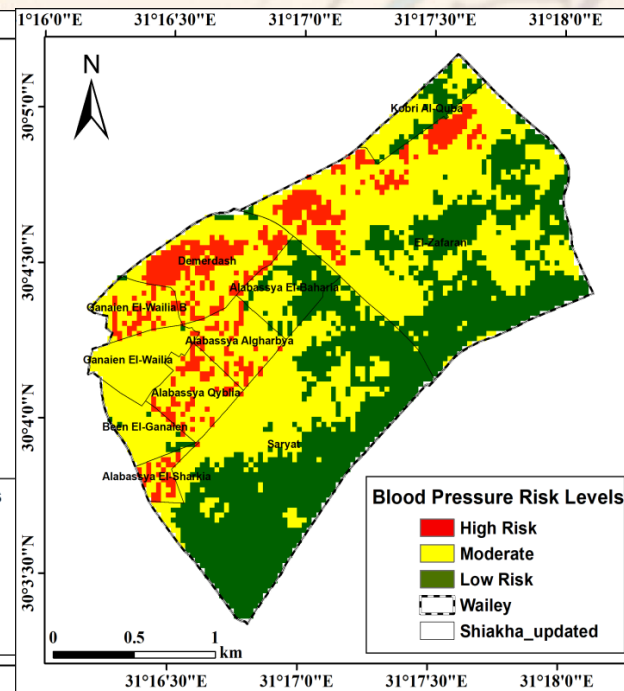 1°16'0"E 31°16'30"E 31°17'0"E 31°17'30"E 31°18'0"E
N
30°5'0"N
30°4'30"N
30°4'0"N
30°3'30"N
Kobri Al-Quba
El-Zafaran
Demerdash
Alabassya El-Baharia
Ganaien El-Wailia B
Alabassya Algharbya
Ganaien El-Wailia
Alabassya Qyblia
Been El-Ganaien
Saryat
Alabassya El-Sharkia
Blood Pressure Risk Levels
High Risk
Moderate
Low Risk
Wailey
Shiakha_updated
0 0.5 1
km
31°16'30"E 31°17'0"E 31°17'30"E 31°18'0"E